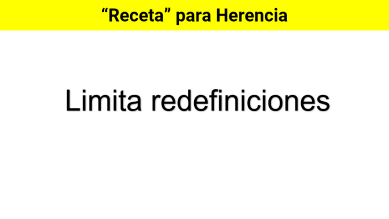 “Receta” para Herencia
Limita redefiniciones